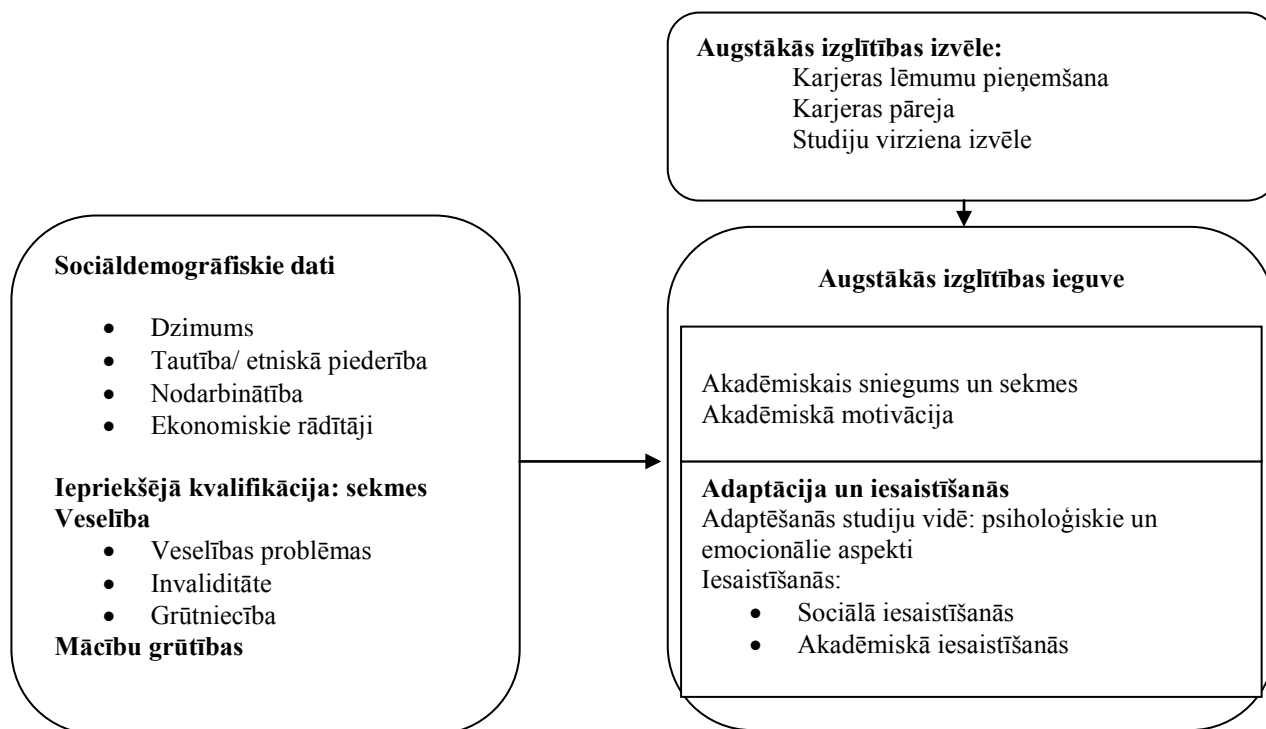 Augstākās izglītības izvēle:
Karjeras lēmumu pieņemšana
Karjeras pāreja
Studiju virziena izvēle
Sociāldemogrāfiskie dati
• Dzimums
• Tautība/ etniskā piederība
• Nodarbinātība
• Ekonomiskie rādītāji
Iepriekšējā kvalifikācija: sekmes
Veselība
• Veselības problēmas
• Invaliditāte
• Grūtniecība
Mācību grūtības
Augstākās izglītības ieguve
Akadēmiskais sniegums un sekmes
Akadēmiskā motivācija
Adaptācija un iesaistīšanās
Adaptēšanās studiju vidē: psiholoģiskie un
emocionālie aspekti
Iesaistīšanās:
• Sociālā iesaistīšanās
• Akadēmiskā iesaistīšanās